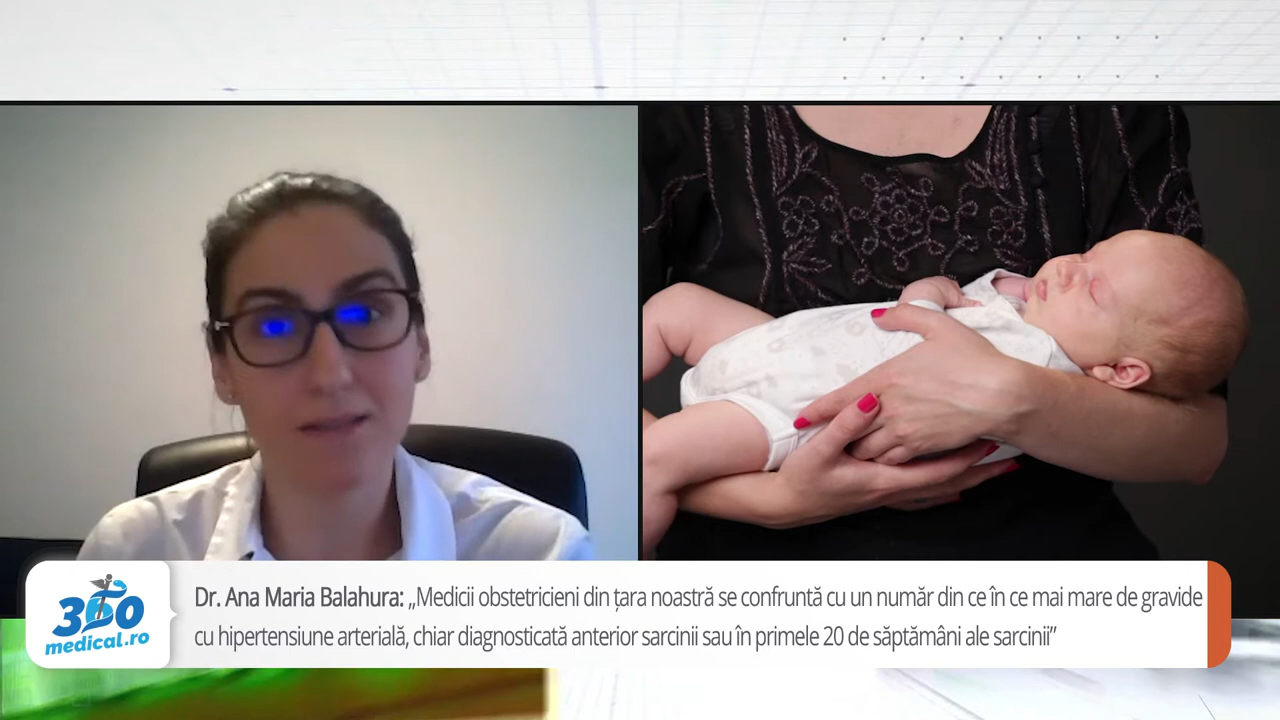 360
medical.ro
Dr. Ana Maria Balahura: „Medicii obstetricieni din țara noastră se confruntă cu un număr din ce în ce mai mare de gravide
cu hipertensiune arterială, chiar diagnosticată anterior sarcinii sau în primele 20 de săptămâni ale sarcinii”